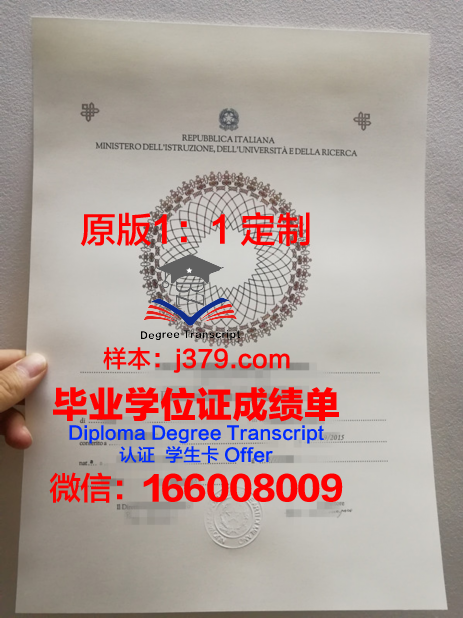 REPUBBLICA ITALIANA
MINISTERO DELL'ISTRUZIONE, DELL'UNIVERSITÀ E DELLA RICERCA
原版1：1 定制
Degree Transcript
样本：j379.com
毕业学位证成绩单
Diploma Degree Transcript
认证 学生卡 Offer
微信：166008009